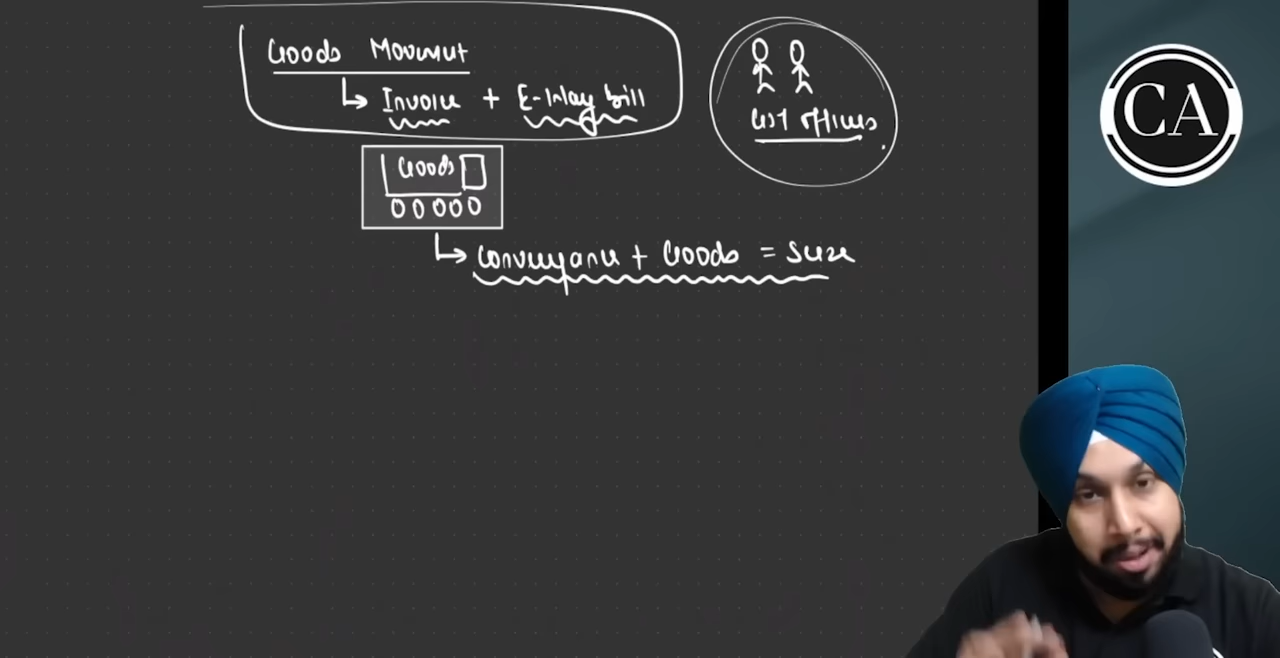 Goods Movement
↳ Invoice + E-Way bill
GST officers.
Goods
↳ Conveyance + Goods = Seize
CA